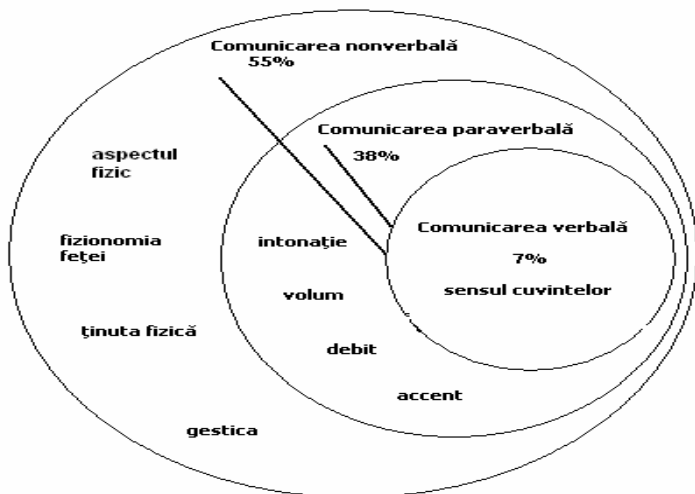 Comunicarea nonverbală
55%
Comunicarea paraverbală
38%
aspectul
fizic
Comunicarea verbală
7%
sensul cuvintelor
fizionomia
feţei
intonaţie
volum
ţinuta fizică
debit
accent
gestica